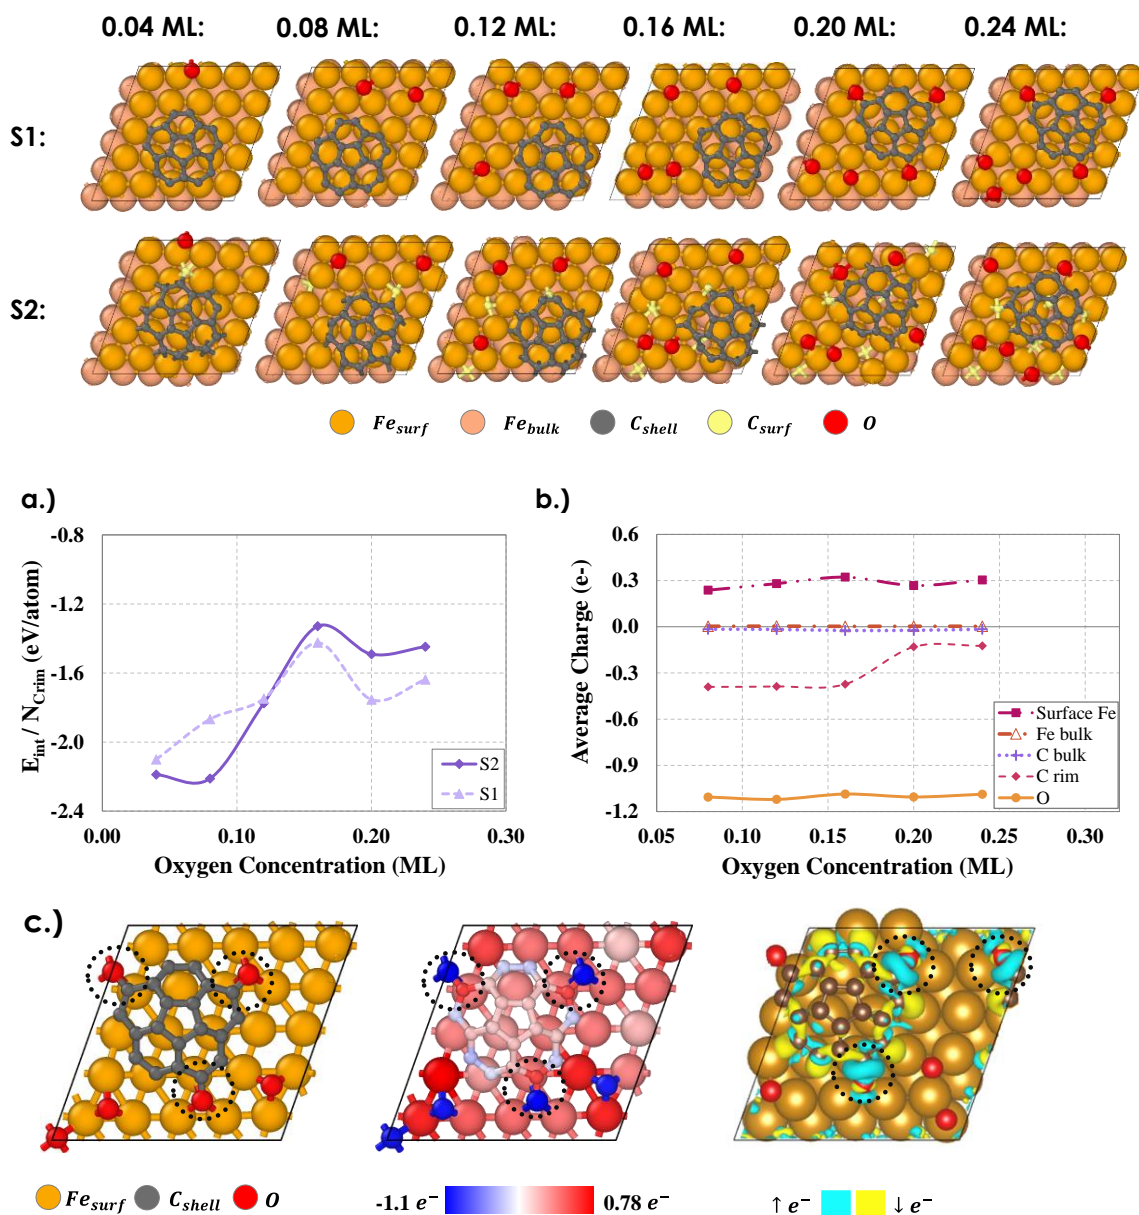 0.04 ML: 0.08 ML: 0.12 ML: 0.16 ML: 0.20 ML: 0.24 ML:
S1:
S2:
Fe_surf Fe_bulk C_shell C_surf O
a.)
E_int / N_Crim (eV/atom)
-0.8
-1.2
-1.6
-2.0
-2.4
0.00 0.10 0.20 0.30
Oxygen Concentration (ML)
S2
S1
b.)
Average Charge (e-)
0.6
0.3
0.0
-0.3
-0.6
-0.9
-1.2
0.05 0.10 0.15 0.20 0.25 0.30
Oxygen Concentration (ML)
Surface Fe
Fe bulk
C bulk
C rim
O
c.)
Fe_surf C_shell O
-1.1 e⁻ 0.78 e⁻
↑ e⁻ ↓ e⁻